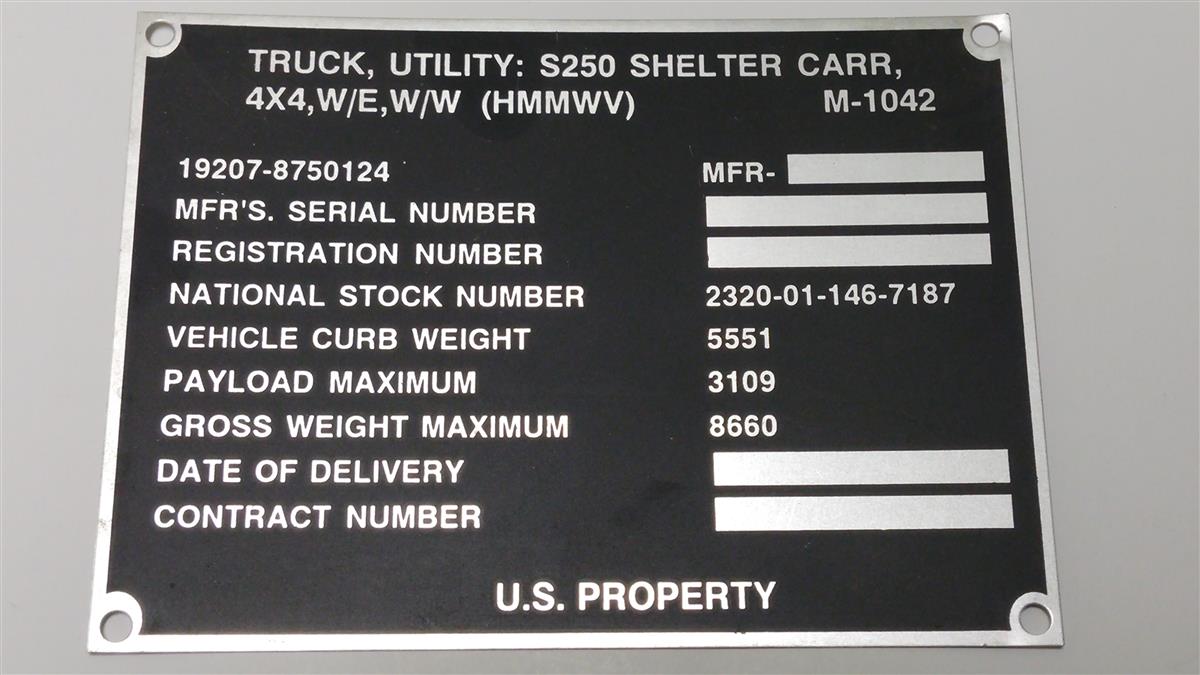 TRUCK, UTILITY: S250 SHELTER CARR,
4X4,W/E,W/W (HMMWV) M-1042
19207-8750124 MFR-
MFR'S. SERIAL NUMBER
REGISTRATION NUMBER
NATIONAL STOCK NUMBER 2320-01-146-7187
VEHICLE CURB WEIGHT 5551
PAYLOAD MAXIMUM 3109
GROSS WEIGHT MAXIMUM 8660
DATE OF DELIVERY
CONTRACT NUMBER
U.S. PROPERTY